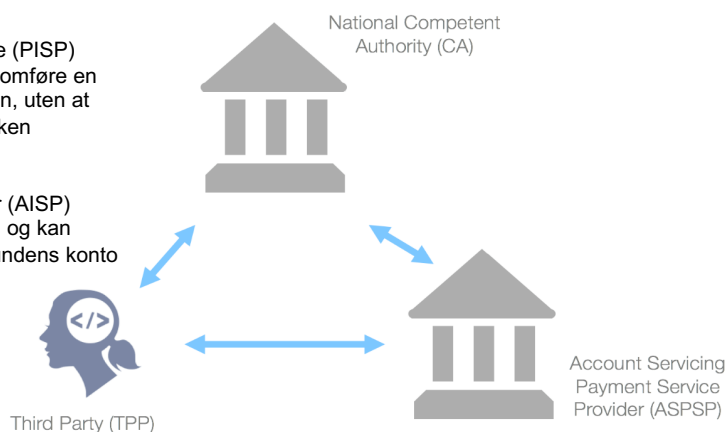 National Competent
Authority (CA)
e (PISP)
omføre en
n, uten at
ken
r (AISP)
og kan
ndens konto
</>
Account Servicing
Payment Service
Provider (ASPSP)
Third Party (TPP)